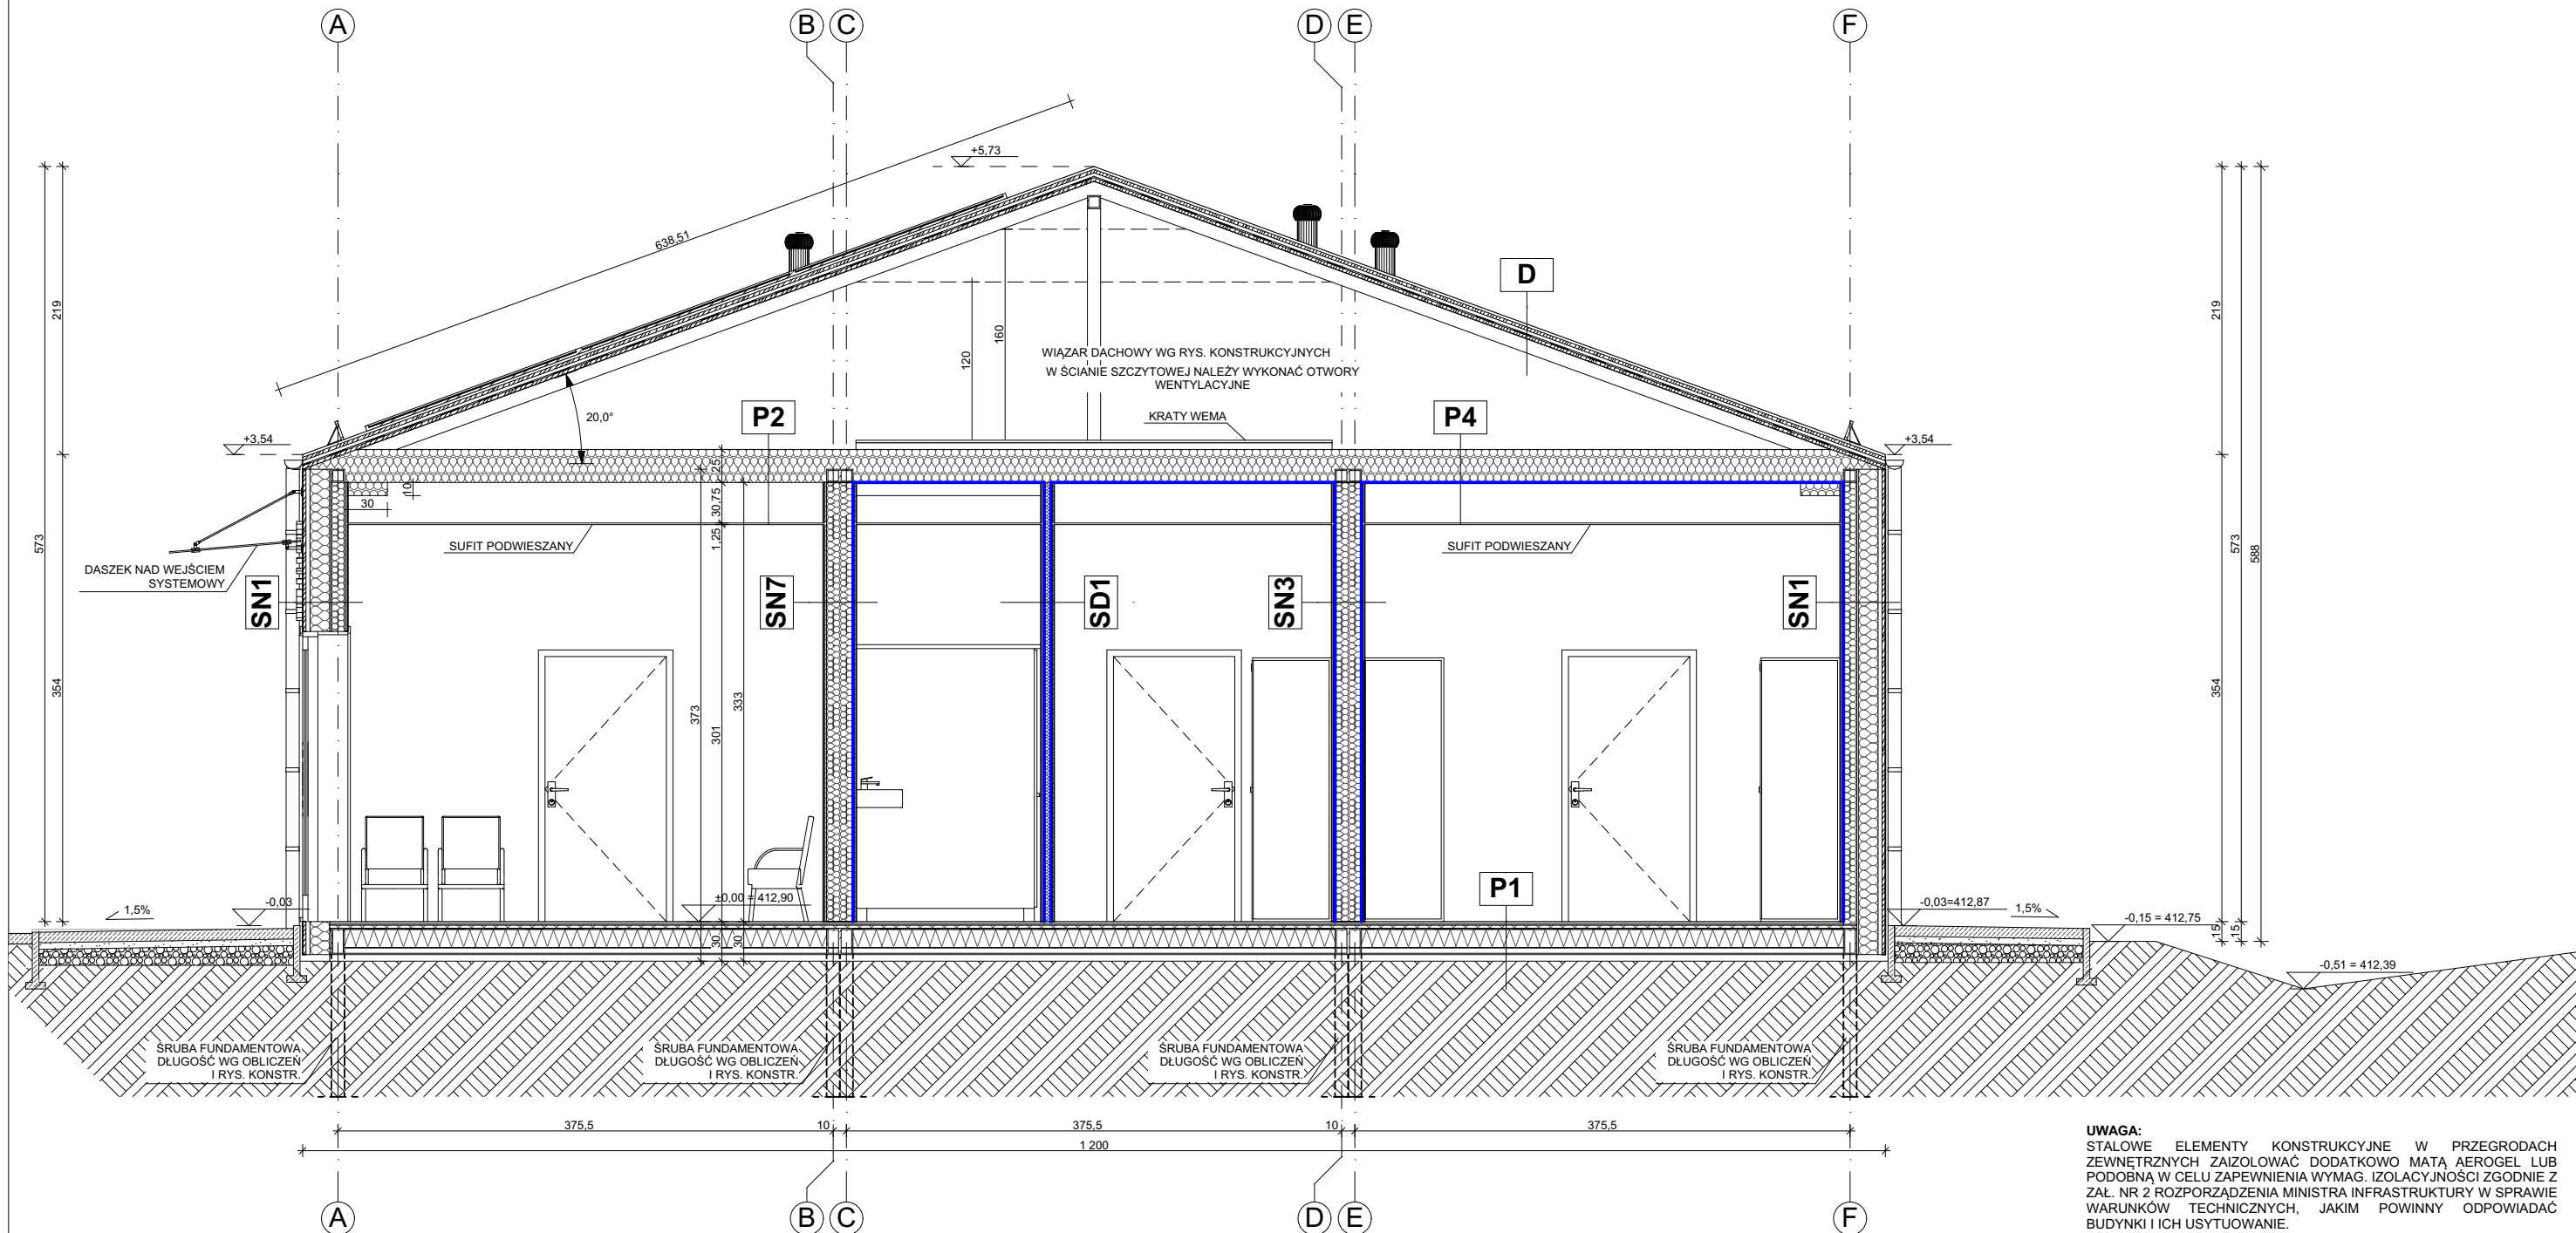 A
B
C
D
E
F
+5,73
638,51
D
219
219
160
120
WIĄZAR DACHOWY WG RYS. KONSTRUKCYJNYCH
W ŚCIANIE SZCZYTOWEJ NALEŻY WYKONAĆ OTWORY
WENTYLACYJNE
20,0°
P2
KRATY WEMA
P4
+3,54
+3,54
25
10
30
30,75
1,25
SUFIT PODWIESZANY
SUFIT PODWIESZANY
573
573
588
DASZEK NAD WEJŚCIEM
SYSTEMOWY
SN1
SN7
SD1
SN3
SN1
354
354
373
301
333
P1
±0,00 = 412,90
1,5%
-0,03
-0,03=412,87
1,5%
-0,15 = 412,75
15
15
30
30
-0,51 = 412,39
ŚRUBA FUNDAMENTOWA
DŁUGOŚĆ WG OBLICZEŃ
I RYS. KONSTR.
ŚRUBA FUNDAMENTOWA
DŁUGOŚĆ WG OBLICZEŃ
I RYS. KONSTR.
ŚRUBA FUNDAMENTOWA
DŁUGOŚĆ WG OBLICZEŃ
I RYS. KONSTR.
ŚRUBA FUNDAMENTOWA
DŁUGOŚĆ WG OBLICZEŃ
I RYS. KONSTR.
375,5
10
375,5
10
375,5
1 200
A
B
C
D
E
F
UWAGA:
STALOWE ELEMENTY KONSTRUKCYJNE W PRZEGRODACH
ZEWNĘTRZNYCH ZAIZOLOWAĆ DODATKOWO MATĄ AEROGEL LUB
PODOBNĄ W CELU ZAPEWNIENIA WYMAG. IZOLACYJNOŚCI ZGODNIE Z
ZAŁ. NR 2 ROZPORZĄDZENIA MINISTRA INFRASTRUKTURY W SPRAWIE
WARUNKÓW TECHNICZNYCH, JAKIM POWINNY ODPOWIADAĆ
BUDYNKI I ICH USYTUOWANIE.